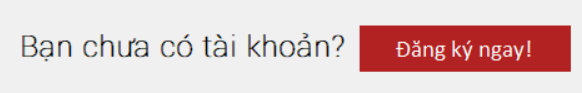 Bạn chưa có tài khoản? Đăng ký ngay!